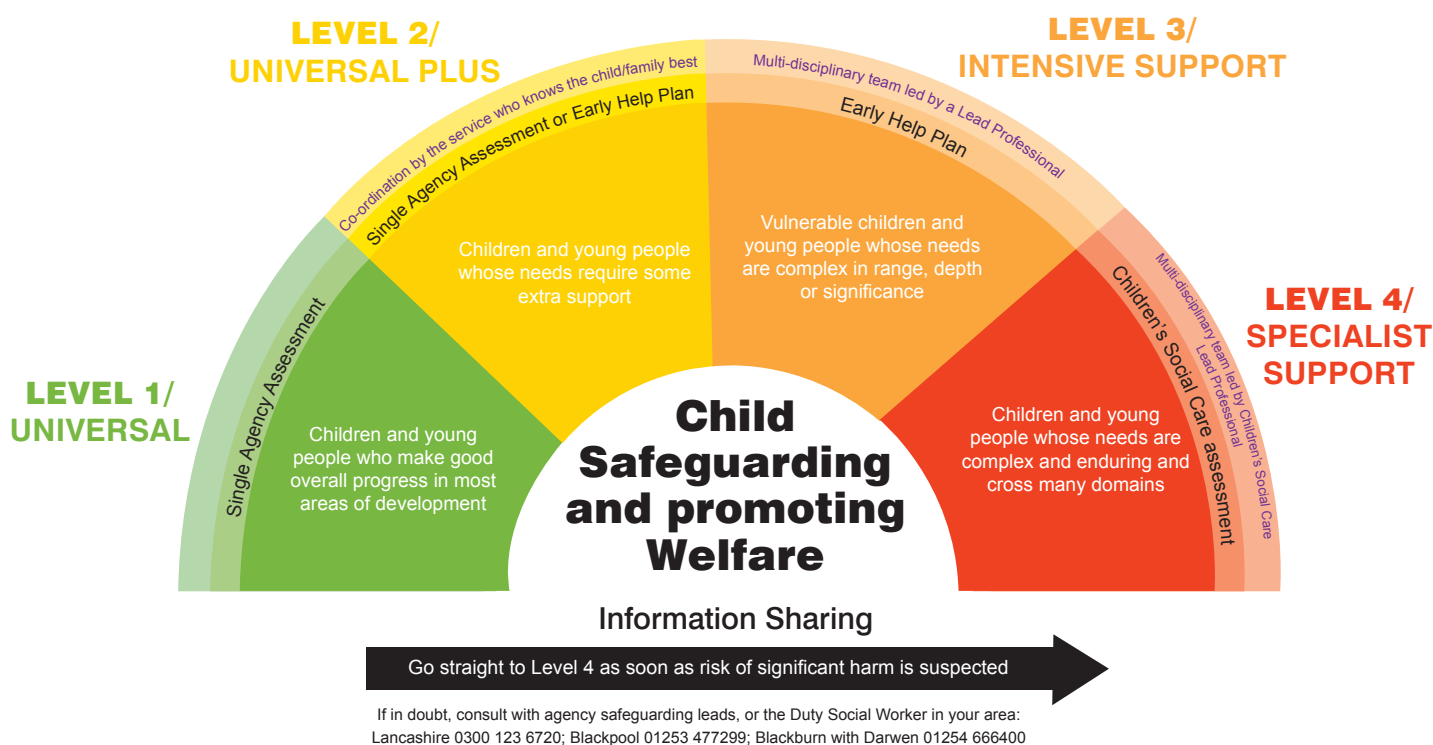 LEVEL 1/
UNIVERSAL
Single Agency Assessment
Children and young
people who make good
overall progress in most
areas of development
LEVEL 2/
UNIVERSAL PLUS
Co-ordination by the service who knows the child/family best
Single Agency Assessment or Early Help Plan
Children and young people
whose needs require some
extra support
LEVEL 3/
INTENSIVE SUPPORT
Multi-disciplinary team led by a Lead Professional
Early Help Plan
Vulnerable children and
young people whose needs
are complex in range, depth
or significance
LEVEL 4/
SPECIALIST
SUPPORT
Multi-disciplinary team led by Children's Social Care
Lead Professional
Children's Social Care assessment
Children and young
people whose needs are
complex and enduring and
cross many domains
Child
Safeguarding
and promoting
Welfare
Information Sharing
Go straight to Level 4 as soon as risk of significant harm is suspected
If in doubt, consult with agency safeguarding leads, or the Duty Social Worker in your area:
Lancashire 0300 123 6720; Blackpool 01253 477299; Blackburn with Darwen 01254 666400